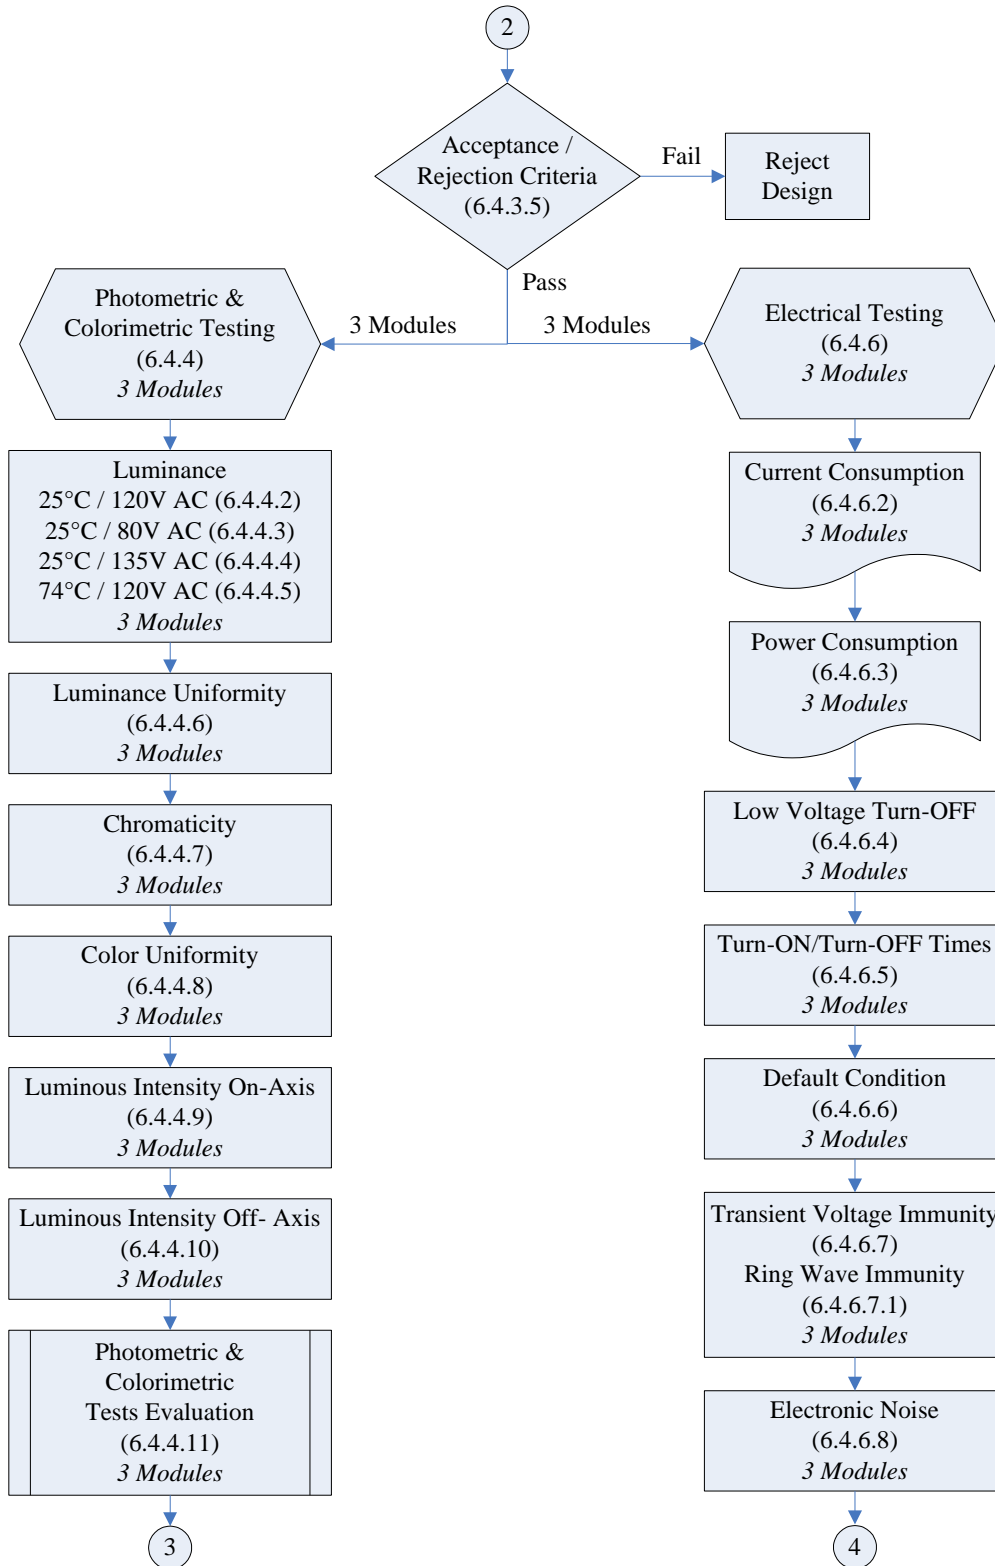 2
Acceptance /
Rejection Criteria
(6.4.3.5)
Fail
Reject
Design
Pass
3 Modules
3 Modules
Photometric &
Colorimetric Testing
(6.4.4)
3 Modules
Luminance
25°C / 120V AC (6.4.4.2)
25°C / 80V AC (6.4.4.3)
25°C / 135V AC (6.4.4.4)
74°C / 120V AC (6.4.4.5)
3 Modules
Luminance Uniformity
(6.4.4.6)
3 Modules
Chromaticity
(6.4.4.7)
3 Modules
Color Uniformity
(6.4.4.8)
3 Modules
Luminous Intensity On-Axis
(6.4.4.9)
3 Modules
Luminous Intensity Off- Axis
(6.4.4.10)
3 Modules
Photometric &
Colorimetric
Tests Evaluation
(6.4.4.11)
3 Modules
3
Electrical Testing
(6.4.6)
3 Modules
Current Consumption
(6.4.6.2)
3 Modules
Power Consumption
(6.4.6.3)
3 Modules
Low Voltage Turn-OFF
(6.4.6.4)
3 Modules
Turn-ON/Turn-OFF Times
(6.4.6.5)
3 Modules
Default Condition
(6.4.6.6)
3 Modules
Transient Voltage Immunity
(6.4.6.7)
Ring Wave Immunity
(6.4.6.7.1)
3 Modules
Electronic Noise
(6.4.6.8)
3 Modules
4